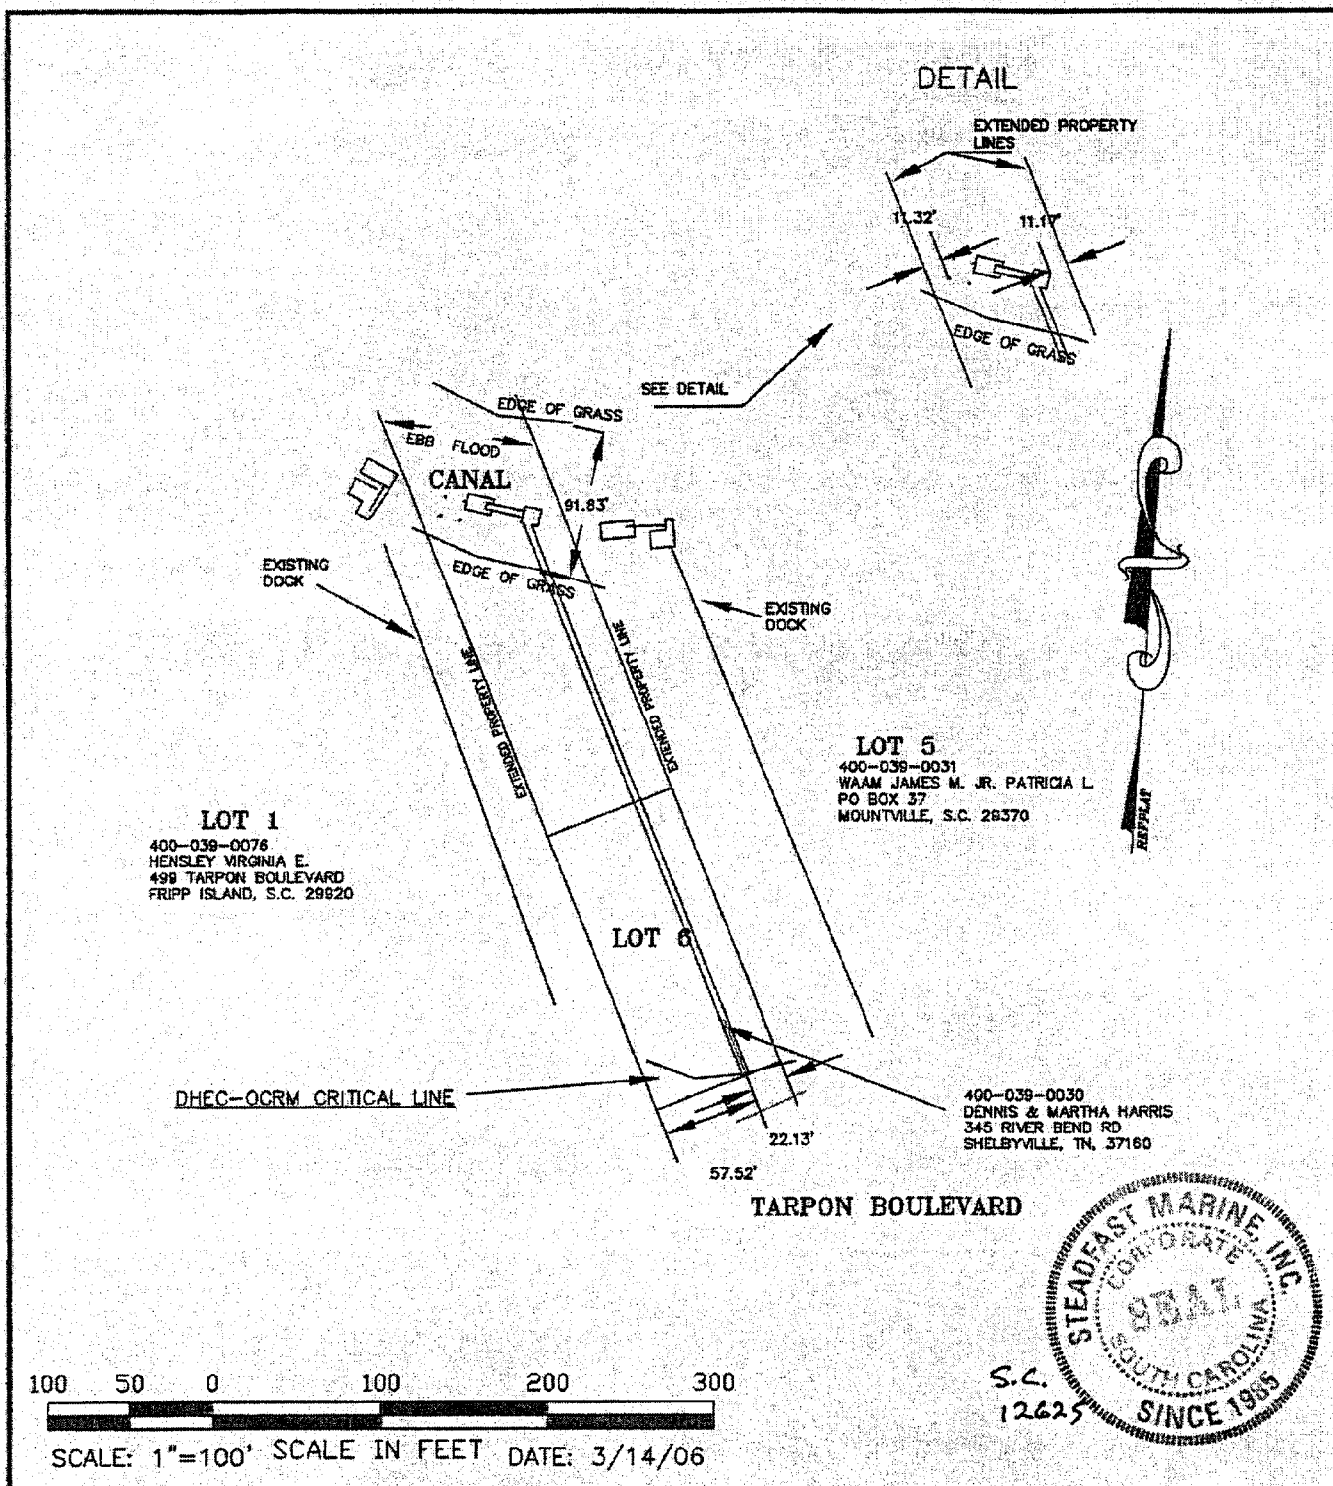 DETAIL
EXTENDED PROPERTY
LINES
11.32'
11.17'
EDGE OF GRASS
SEE DETAIL
EDGE OF GRASS
EBB FLOOD
CANAL
91.83'
EDGE OF GRASS
EXISTING
DOCK
EXISTING
DOCK
EXTENDED PROPERTY LINE
EXTENDED PROPERTY LINE
LOT 5
400-039-0031
WAAM JAMES M. JR. PATRICIA L
PO BOX 37
MOUNTVILLE, S.C. 29370
REFPLAT
LOT 1
400-039-0076
HENSLEY VIRGINIA E.
499 TARPON BOULEVARD
FRIPP ISLAND, S.C. 29920
LOT 6
DHEC-OCRM CRITICAL LINE
400-039-0030
DENNIS & MARTHA HARRIS
345 RIVER BEND RD
SHELBYVILLE, TN, 37160
22.13'
57.52'
TARPON BOULEVARD
STEADFAST MARINE, INC.
CORPORATE
SEAL
SOUTH CAROLINA
SINCE 1985
S.C.
12625
100 50 0 100 200 300
SCALE: 1"=100' SCALE IN FEET DATE: 3/14/06